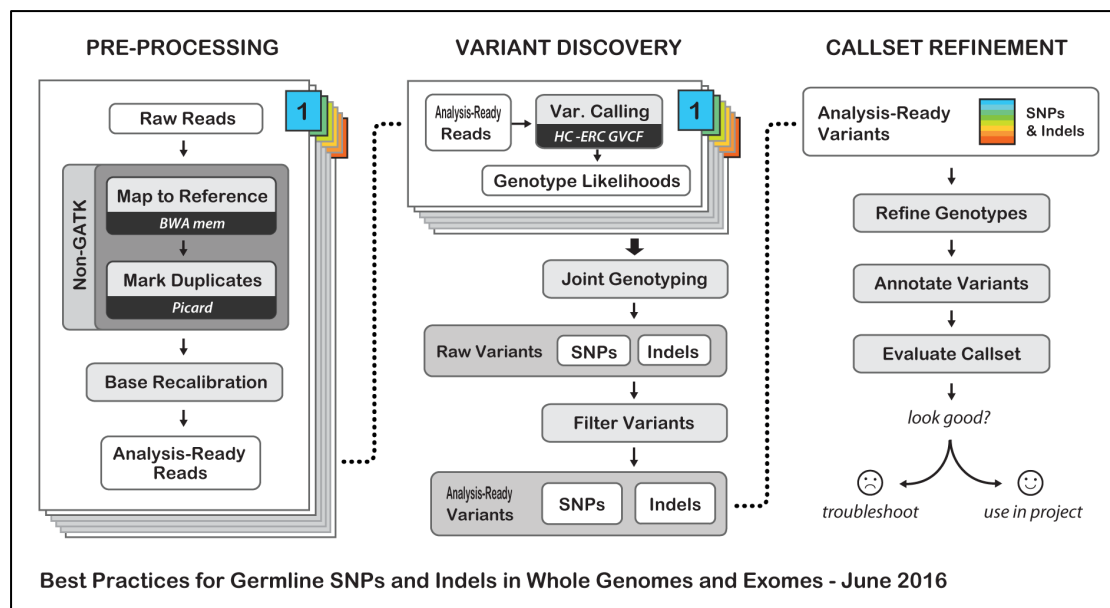 PRE-PROCESSING
1
Raw Reads
Non-GATK
Map to Reference
BWA mem
Mark Duplicates
Picard
Base Recalibration
Analysis-Ready
Reads
VARIANT DISCOVERY
1
Analysis-Ready
Reads
Var. Calling
HC -ERC GVCF
Genotype Likelihoods
Joint Genotyping
Raw Variants
SNPs
Indels
Filter Variants
Analysis-Ready
Variants
SNPs
Indels
CALLSET REFINEMENT
Analysis-Ready
Variants
SNPs
& Indels
Refine Genotypes
Annotate Variants
Evaluate Callset
look good?
troubleshoot
use in project
Best Practices for Germline SNPs and Indels in Whole Genomes and Exomes - June 2016